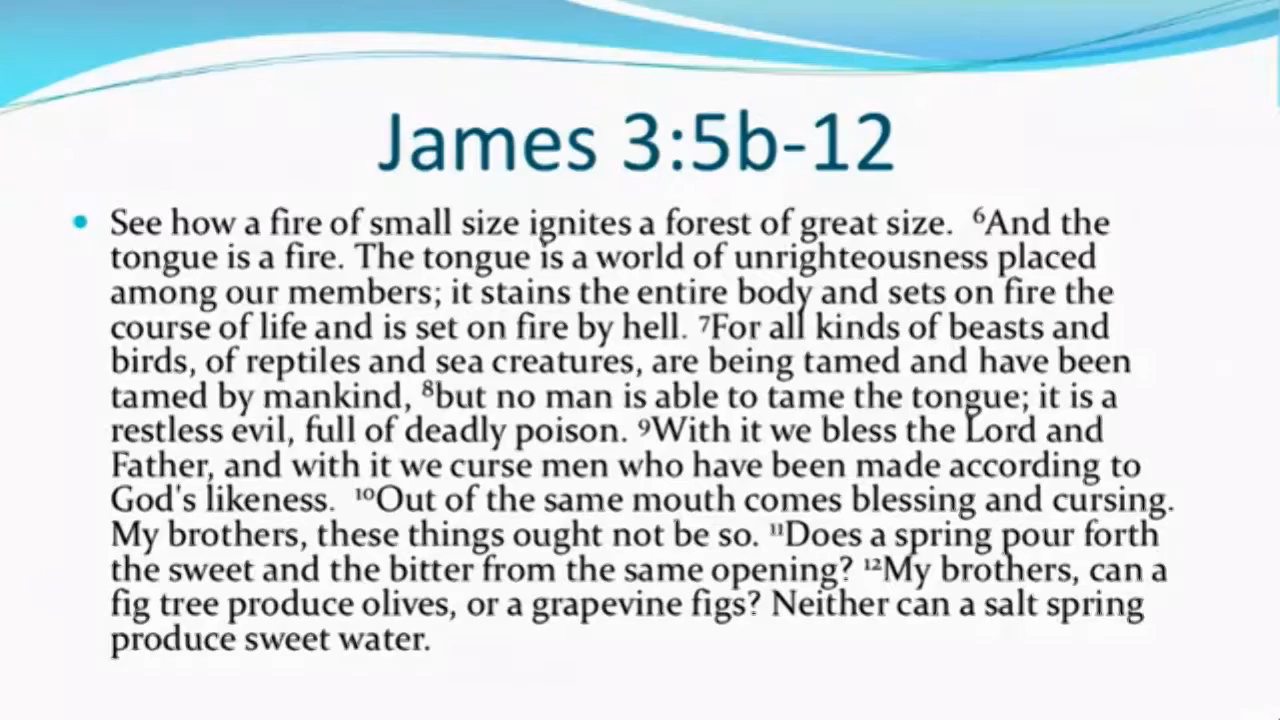 James 3:5b-12
• See how a fire of small size ignites a forest of great size. ⁶And the
tongue is a fire. The tongue is a world of unrighteousness placed
among our members; it stains the entire body and sets on fire the
course of life and is set on fire by hell. ⁷For all kinds of beasts and
birds, of reptiles and sea creatures, are being tamed and have been
tamed by mankind, ⁸but no man is able to tame the tongue; it is a
restless evil, full of deadly poison. ⁹With it we bless the Lord and
Father, and with it we curse men who have been made according to
God's likeness. ¹⁰Out of the same mouth comes blessing and cursing.
My brothers, these things ought not be so. ¹¹Does a spring pour forth
the sweet and the bitter from the same opening? ¹²My brothers, can a
fig tree produce olives, or a grapevine figs? Neither can a salt spring
produce sweet water.